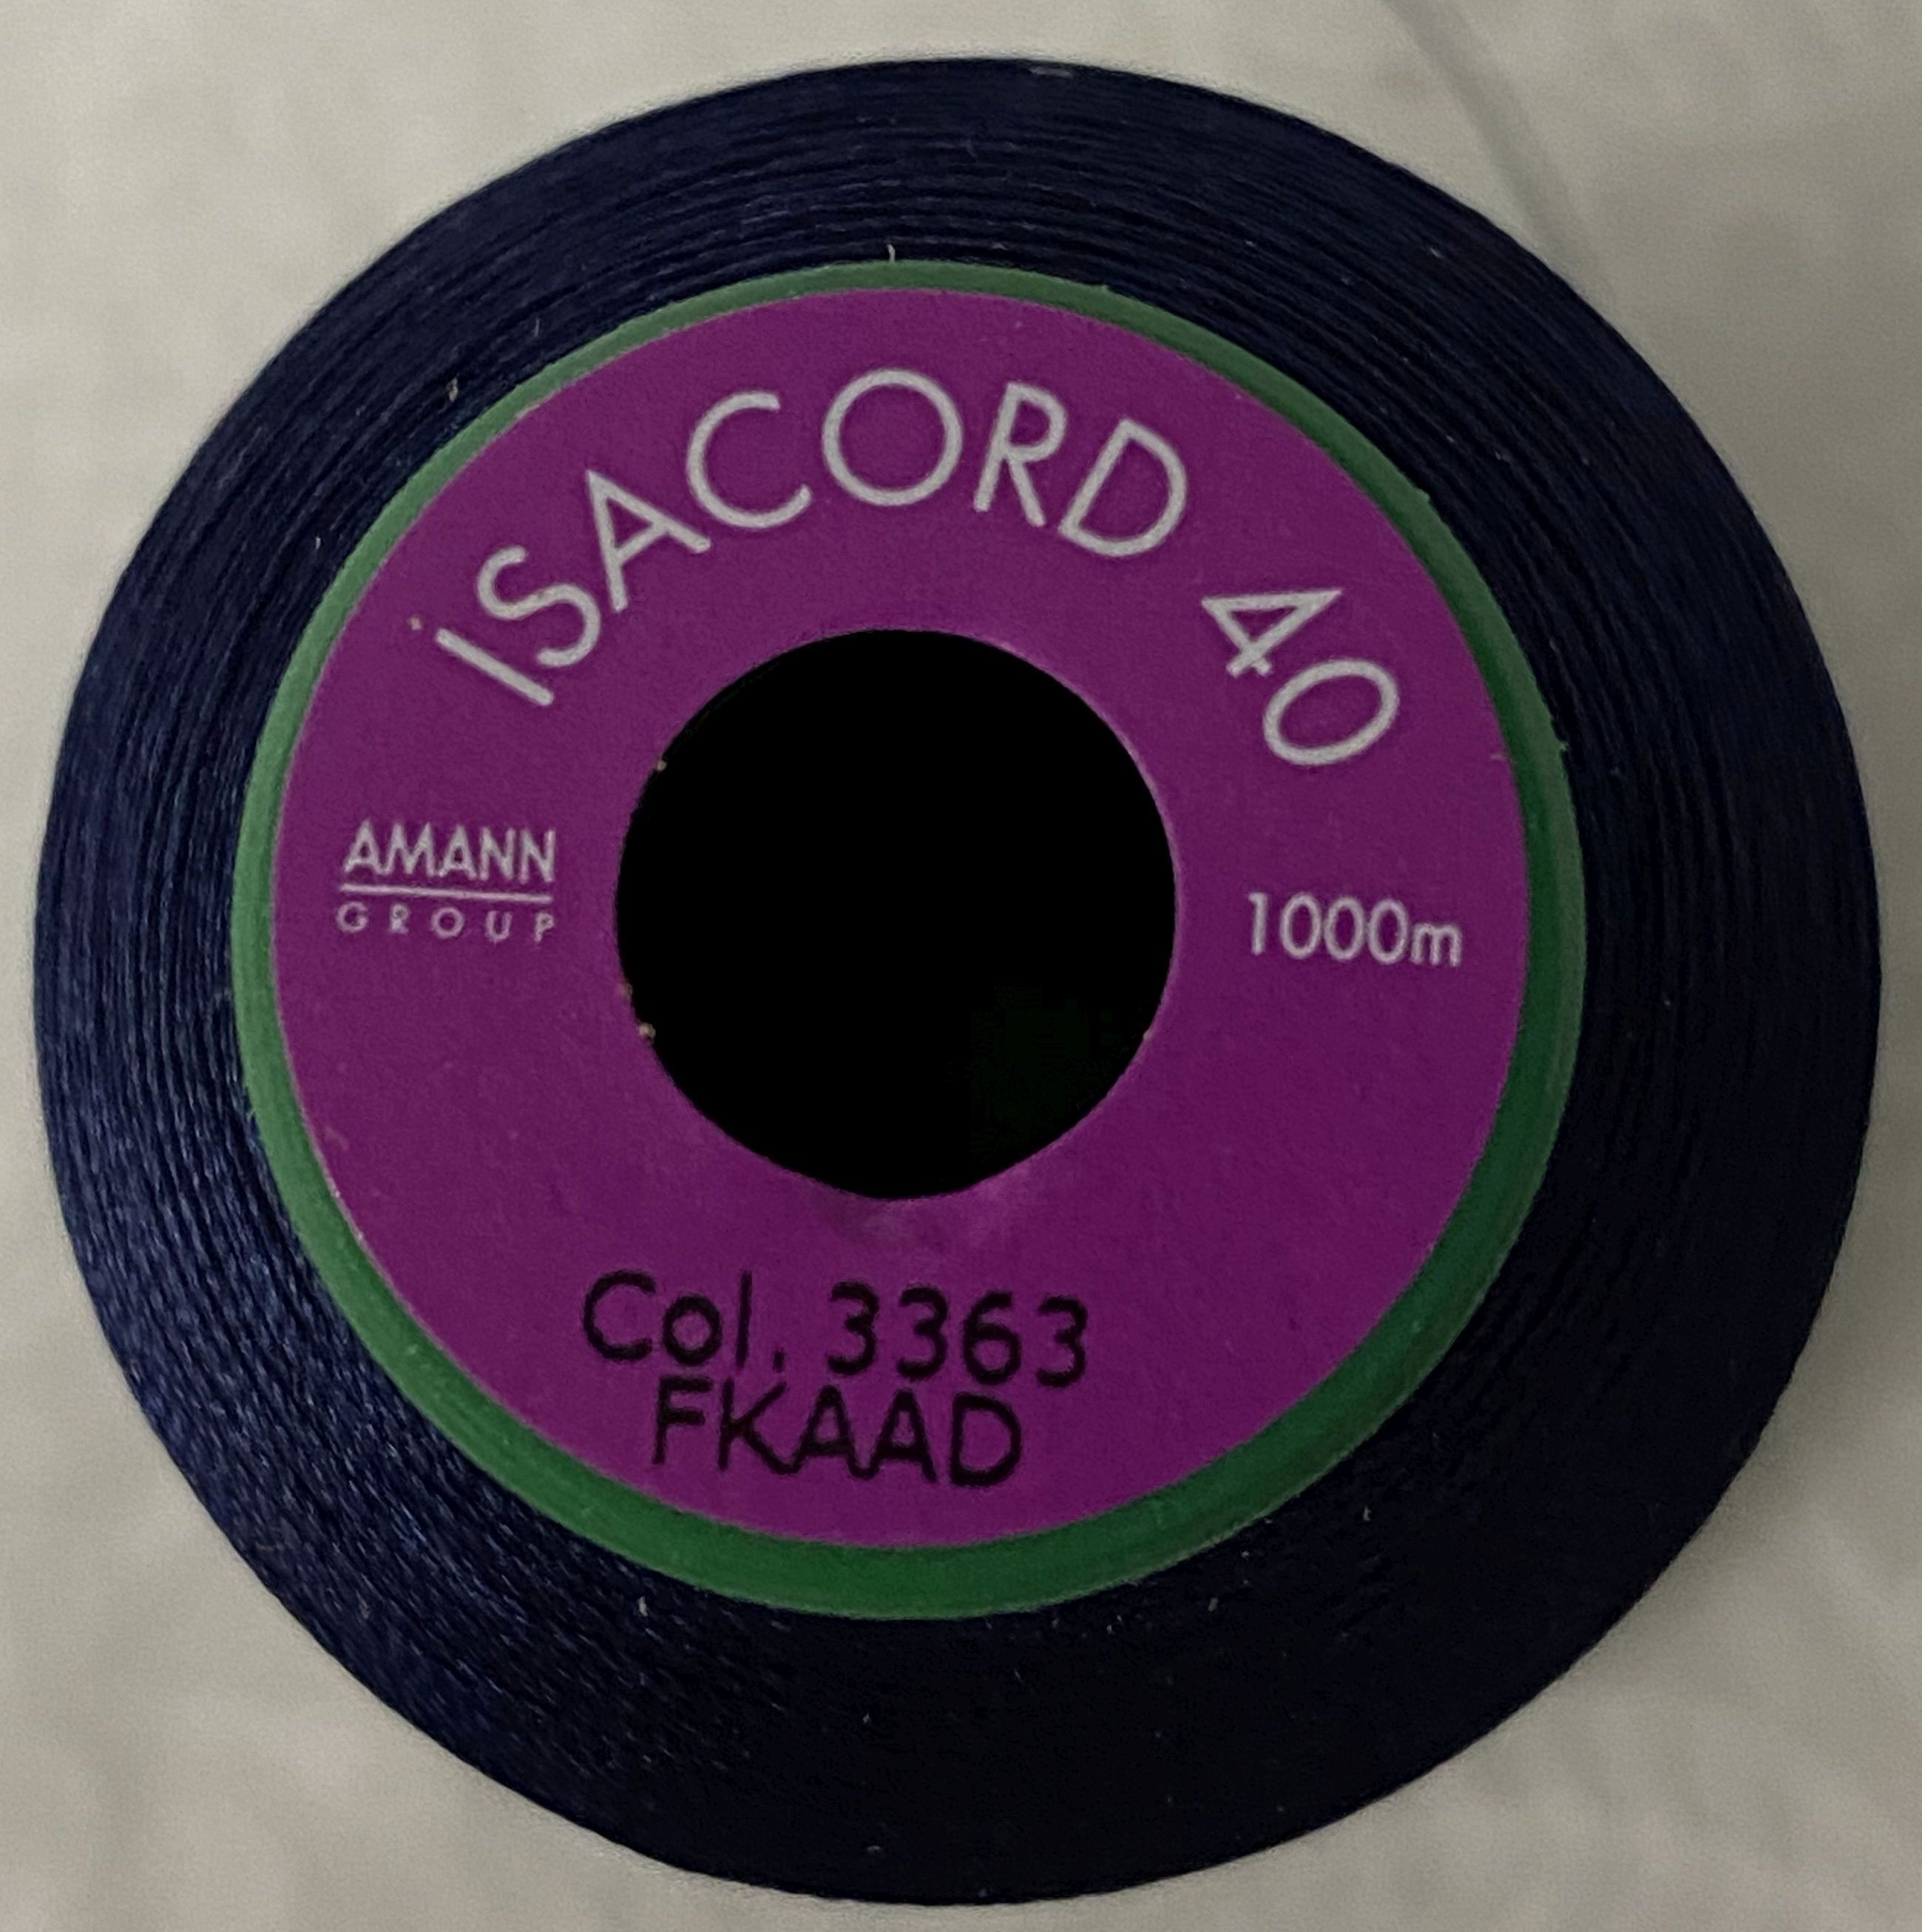 iSACORD 40
AMANN
GROUP
1000m
Col. 3363
FKAAD